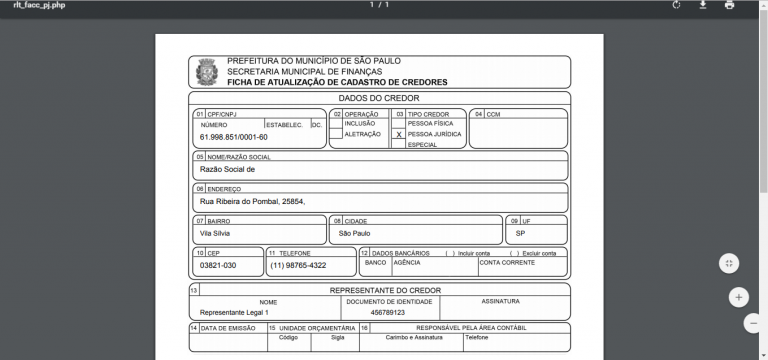 rlt_facc_pj.php
1 / 1
PREFEITURA DO MUNICÍPIO DE SÃO PAULO
SECRETARIA MUNICIPAL DE FINANÇAS
FICHA DE ATUALIZAÇÃO DE CADASTRO DE CREDORES
DADOS DO CREDOR
01 CPF/CNPJ
NÚMERO ESTABELEC. DC.
61.998.851/0001-60
02 OPERAÇÃO
INCLUSÃO
ALETRAÇÃO
03 TIPO CREDOR
PESSOA FÍSICA
X PESSOA JURÍDICA
ESPECIAL
04 CCM
05 NOME/RAZÃO SOCIAL
Razão Social de
06 ENDEREÇO
Rua Ribeira do Pombal, 25854,
07 BAIRRO
Vila Sílvia
08 CIDADE
São Paulo
09 UF
SP
10 CEP
03821-030
11 TELEFONE
(11) 98765-4322
12 DADOS BANCÁRIOS ( ) Incluir conta ( ) Excluir conta
BANCO AGÊNCIA CONTA CORRENTE
13 REPRESENTANTE DO CREDOR
NOME DOCUMENTO DE IDENTIDADE ASSINATURA
Representante Legal 1 456789123
14 DATA DE EMISSÃO 15 UNIDADE ORÇAMENTÁRIA 16 RESPONSÁVEL PELA ÁREA CONTÁBIL
Código Sigla Carimbo e Assinatura Telefone